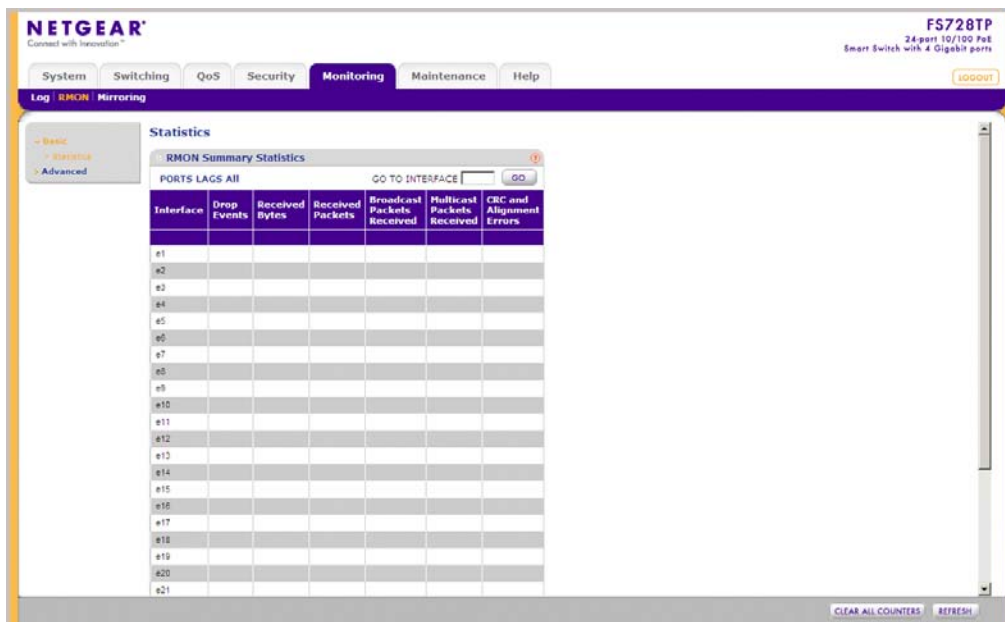 NETGEAR®
Connect with Innovation™
FS728TP
24-port 10/100 PoE
Smart Switch with 4 Gigabit ports
System Switching QoS Security Monitoring Maintenance Help
LOGOUT
Log RMON Mirroring
Basic
Statistics
Advanced
Statistics
RMON Summary Statistics
PORTS LAGS All
GO TO INTERFACE GO
Interface Drop Events Received Bytes Received Packets Broadcast Packets Received Multicast Packets Received CRC and Alignment Errors
e1
e2
e3
e4
e5
e6
e7
e8
e9
e10
e11
e12
e13
e14
e15
e16
e17
e18
e19
e20
e21
CLEAR ALL COUNTERS REFRESH